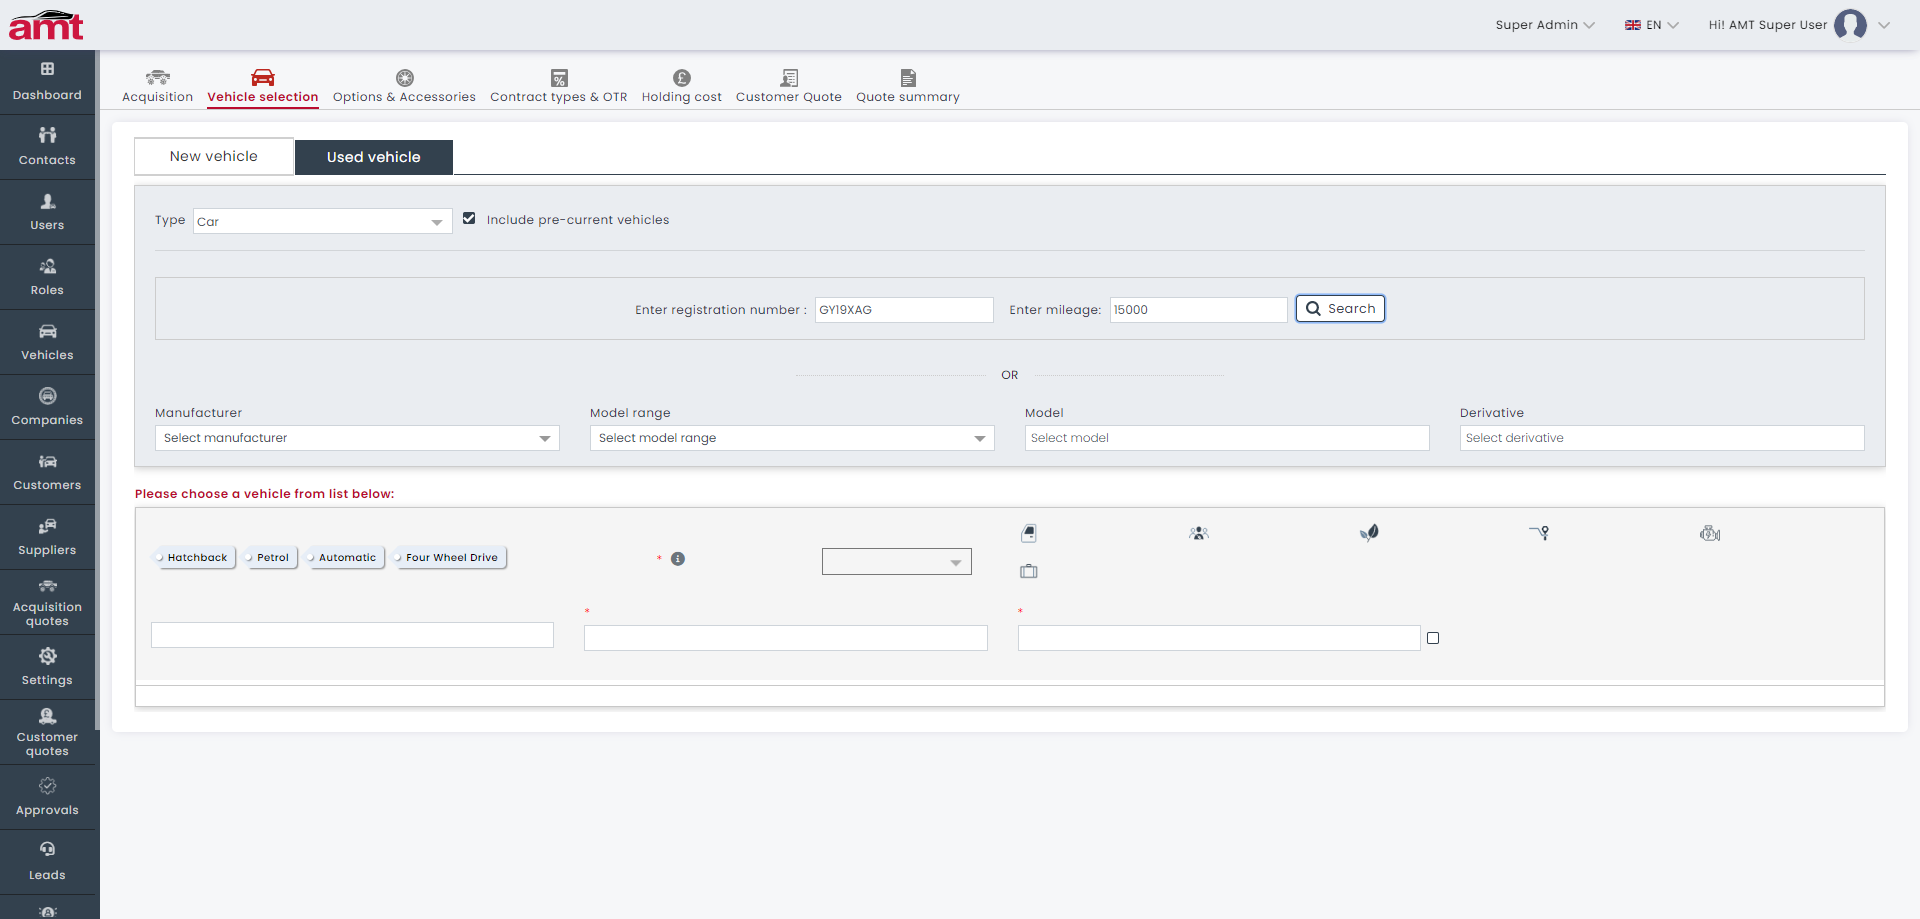 amt
Super Admin
EN
Hi! AMT Super User
Dashboard
Contacts
Users
Roles
Vehicles
Companies
Customers
Suppliers
Acquisition
quotes
Settings
Customer
quotes
Approvals
Leads
Acquisition
Vehicle selection
Options & Accessories
Contract types & OTR
Holding cost
Customer Quote
Quote summary
New vehicle
Used vehicle
Type Car Include pre-current vehicles
Enter registration number : GY19XAG Enter mileage: 15000 Search
OR
Manufacturer
Select manufacturer
Model range
Select model range
Model
Select model
Derivative
Select derivative
Please choose a vehicle from list below:
Hatchback Petrol Automatic Four Wheel Drive *
* *